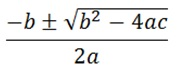 −b ± √(b² − 4ac)
2a